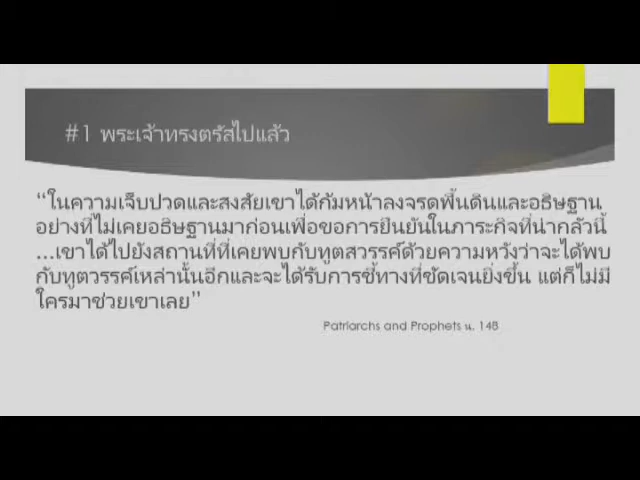 #1 พระเจ้าทรงตรัสไปแล้ว
“ในความเจ็บปวดและสงสัยเขาได้ก้มหน้าลงจรดพื้นดินและอธิษฐาน
อย่างที่ไม่เคยอธิษฐานมาก่อนเพื่อขอการยืนยันในภาระกิจที่น่ากลัวนี้
...เขาได้ไปยังสถานที่ที่เคยพบกับทูตสวรรค์ด้วยความหวังว่าจะได้พบ
กับทูตวรรค์เหล่านั้นอีกและจะได้รับการชี้ทางที่ชัดเจนยิ่งขึ้น แต่ก็ไม่มี
ใครมาช่วยเขาเลย”
Patriarchs and Prophets น. 148